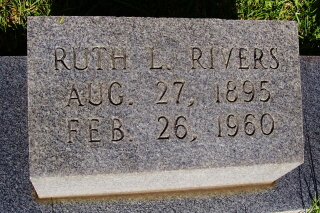 RUTH L. RIVERS
AUG. 27, 1895
FEB. 26, 1960